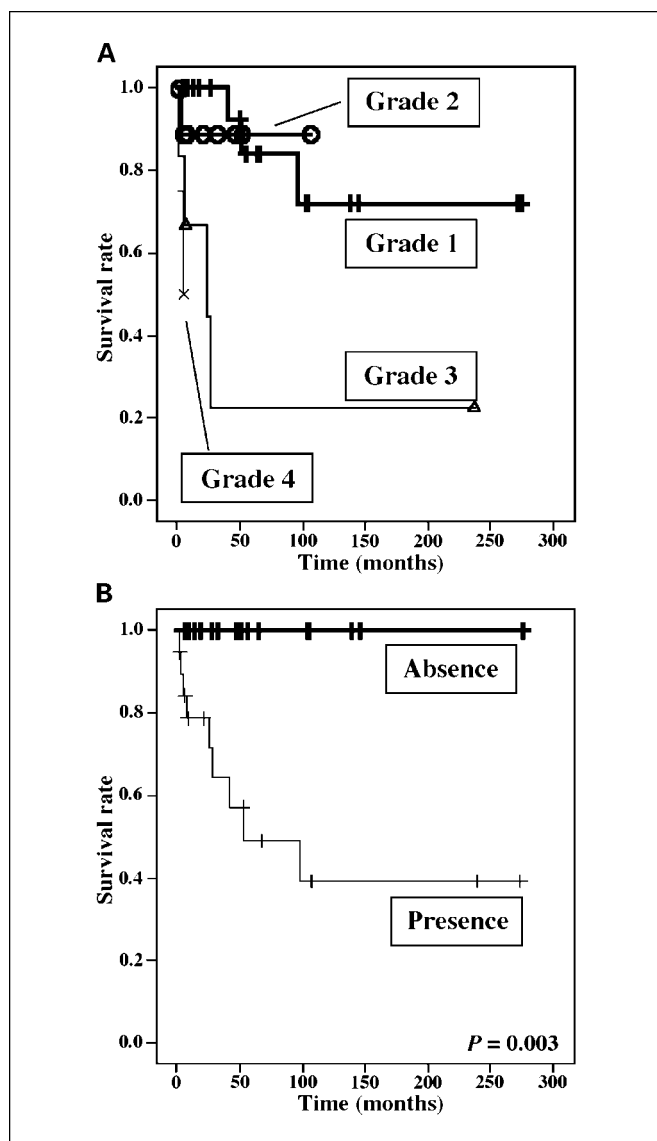 A
1.0
0.8
0.6
0.4
0.2
0.0
Survival rate
Grade 2
Grade 1
Grade 3
Grade 4
0 50 100 150 200 250 300
Time (months)
B
1.0
0.8
0.6
0.4
0.2
0.0
Survival rate
Absence
Presence
P = 0.003
0 50 100 150 200 250 300
Time (months)